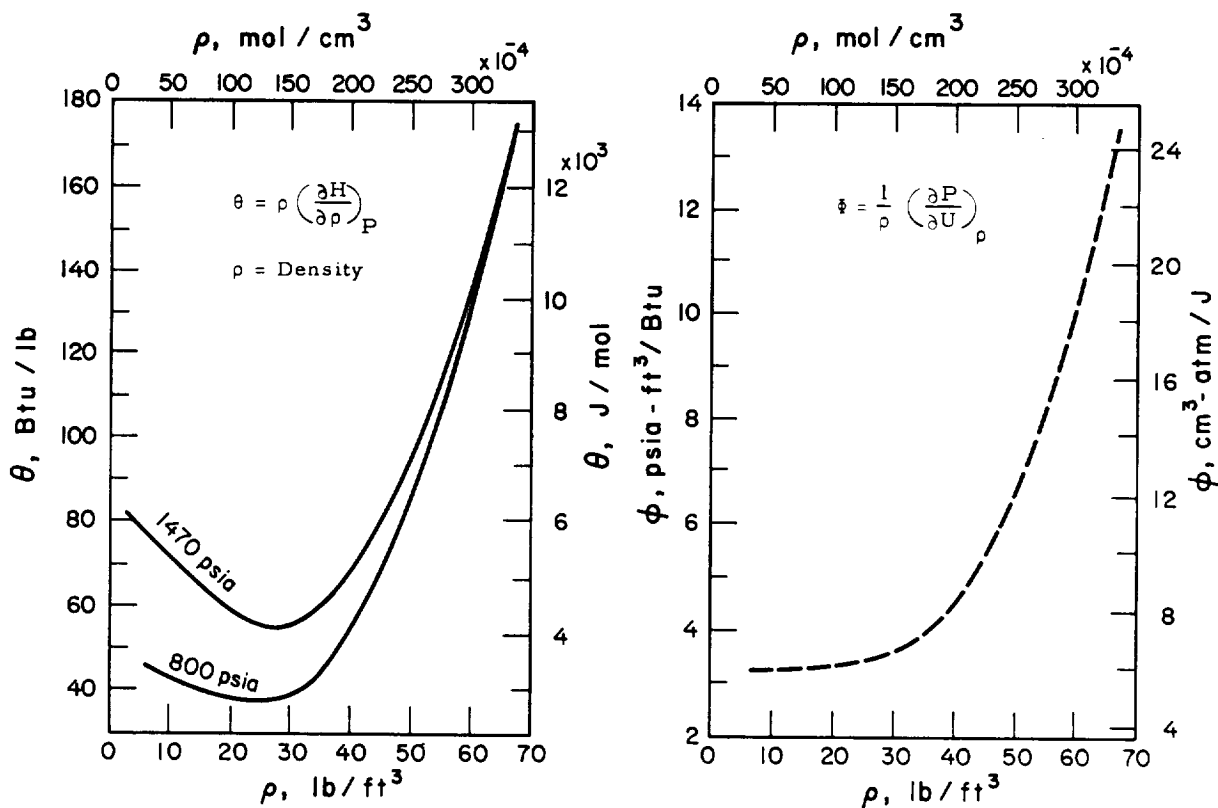 ρ, mol / cm³
×10⁻⁴
0 50 100 150 200 250 300
180
160
140
120
100
80
60
40
θ, Btu / lb
θ = ρ (∂H/∂ρ)_P
ρ = Density
1470 psia
800 psia
×10³
12
10
8
6
4
θ, J / mol
0 10 20 30 40 50 60 70
ρ, lb / ft³
ρ, mol / cm³
×10⁻⁴
0 50 100 150 200 250 300
14
12
10
8
6
4
2
ϕ, psia - ft³ / Btu
Φ = 1/ρ (∂P/∂U)_ρ
24
20
16
12
8
4
ϕ, cm³- atm / J
0 10 20 30 40 50 60 70
ρ, lb / ft³